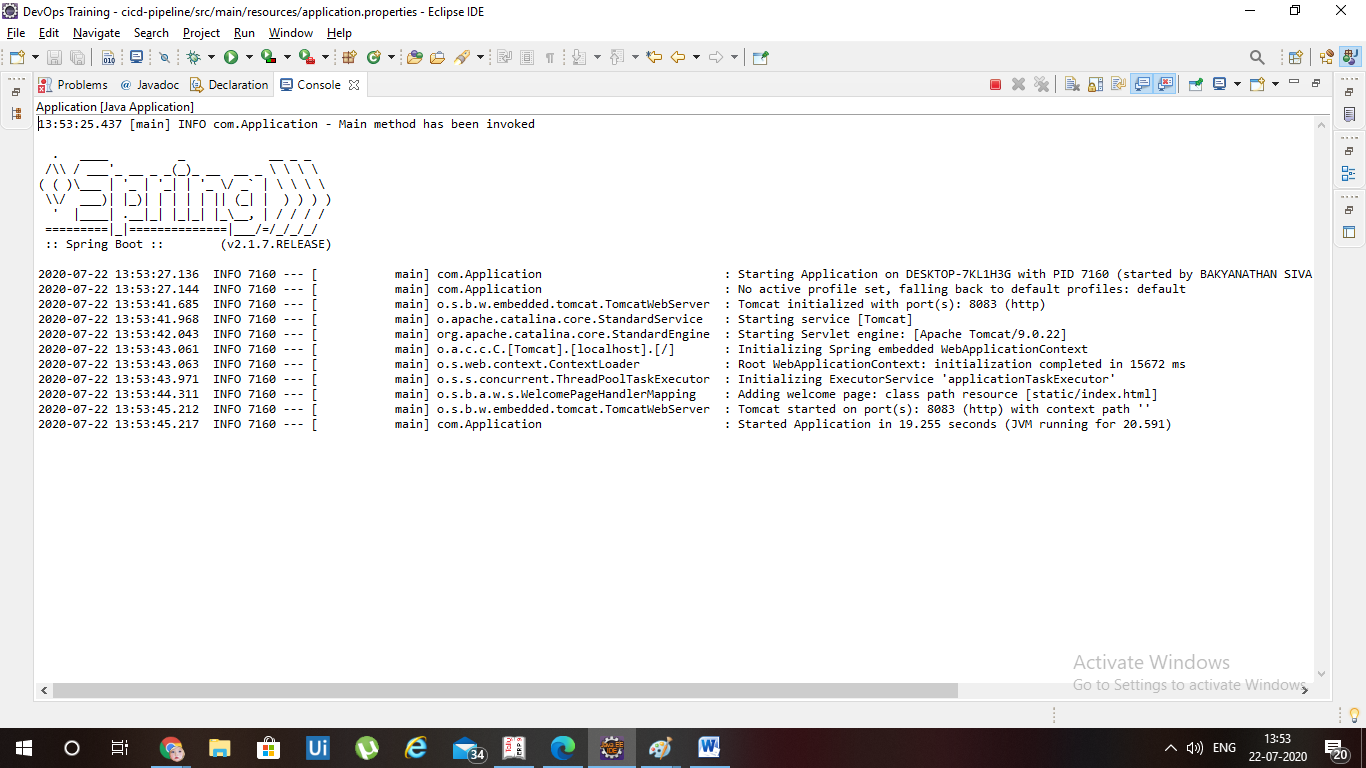 DevOps Training - cicd-pipeline/src/main/resources/application.properties - Eclipse IDE
File Edit Navigate Search Project Run Window Help
Problems @ Javadoc Declaration Console
Application [Java Application]
13:53:25.437 [main] INFO com.Application - Main method has been invoked
:: Spring Boot :: (v2.1.7.RELEASE)
2020-07-22 13:53:27.136 INFO 7160 --- [ main] com.Application : Starting Application on DESKTOP-7KL1H3G with PID 7160 (started by BAKYANATHAN SIVA
2020-07-22 13:53:27.144 INFO 7160 --- [ main] com.Application : No active profile set, falling back to default profiles: default
2020-07-22 13:53:41.685 INFO 7160 --- [ main] o.s.b.w.embedded.tomcat.TomcatWebServer : Tomcat initialized with port(s): 8083 (http)
2020-07-22 13:53:41.968 INFO 7160 --- [ main] o.apache.catalina.core.StandardService : Starting service [Tomcat]
2020-07-22 13:53:42.043 INFO 7160 --- [ main] org.apache.catalina.core.StandardEngine : Starting Servlet engine: [Apache Tomcat/9.0.22]
2020-07-22 13:53:43.061 INFO 7160 --- [ main] o.a.c.c.C.[Tomcat].[localhost].[/] : Initializing Spring embedded WebApplicationContext
2020-07-22 13:53:43.063 INFO 7160 --- [ main] o.s.web.context.ContextLoader : Root WebApplicationContext: initialization completed in 15672 ms
2020-07-22 13:53:43.971 INFO 7160 --- [ main] o.s.s.concurrent.ThreadPoolTaskExecutor : Initializing ExecutorService 'applicationTaskExecutor'
2020-07-22 13:53:44.311 INFO 7160 --- [ main] o.s.b.a.w.s.WelcomePageHandlerMapping : Adding welcome page: class path resource [static/index.html]
2020-07-22 13:53:45.212 INFO 7160 --- [ main] o.s.b.w.embedded.tomcat.TomcatWebServer : Tomcat started on port(s): 8083 (http) with context path ''
2020-07-22 13:53:45.217 INFO 7160 --- [ main] com.Application : Started Application in 19.255 seconds (JVM running for 20.591)
Activate Windows
Go to Settings to activate Windows.
34
ENG
13:53
22-07-2020
20